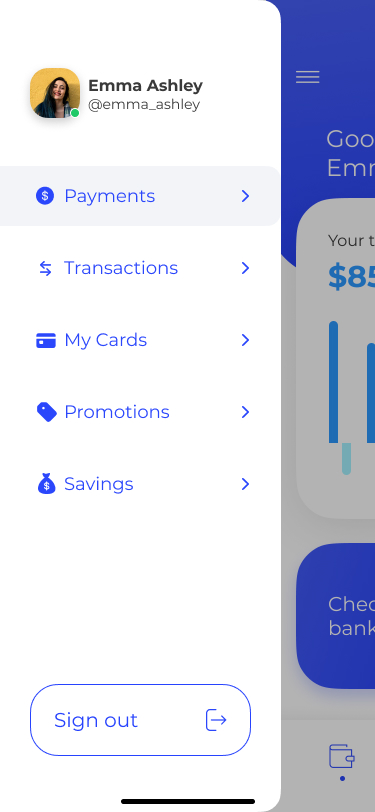 Emma Ashley
@emma_ashley
Payments
Transactions
My Cards
Promotions
Savings
Sign out
Goo
Emm
Your t
$85
Chec
bank